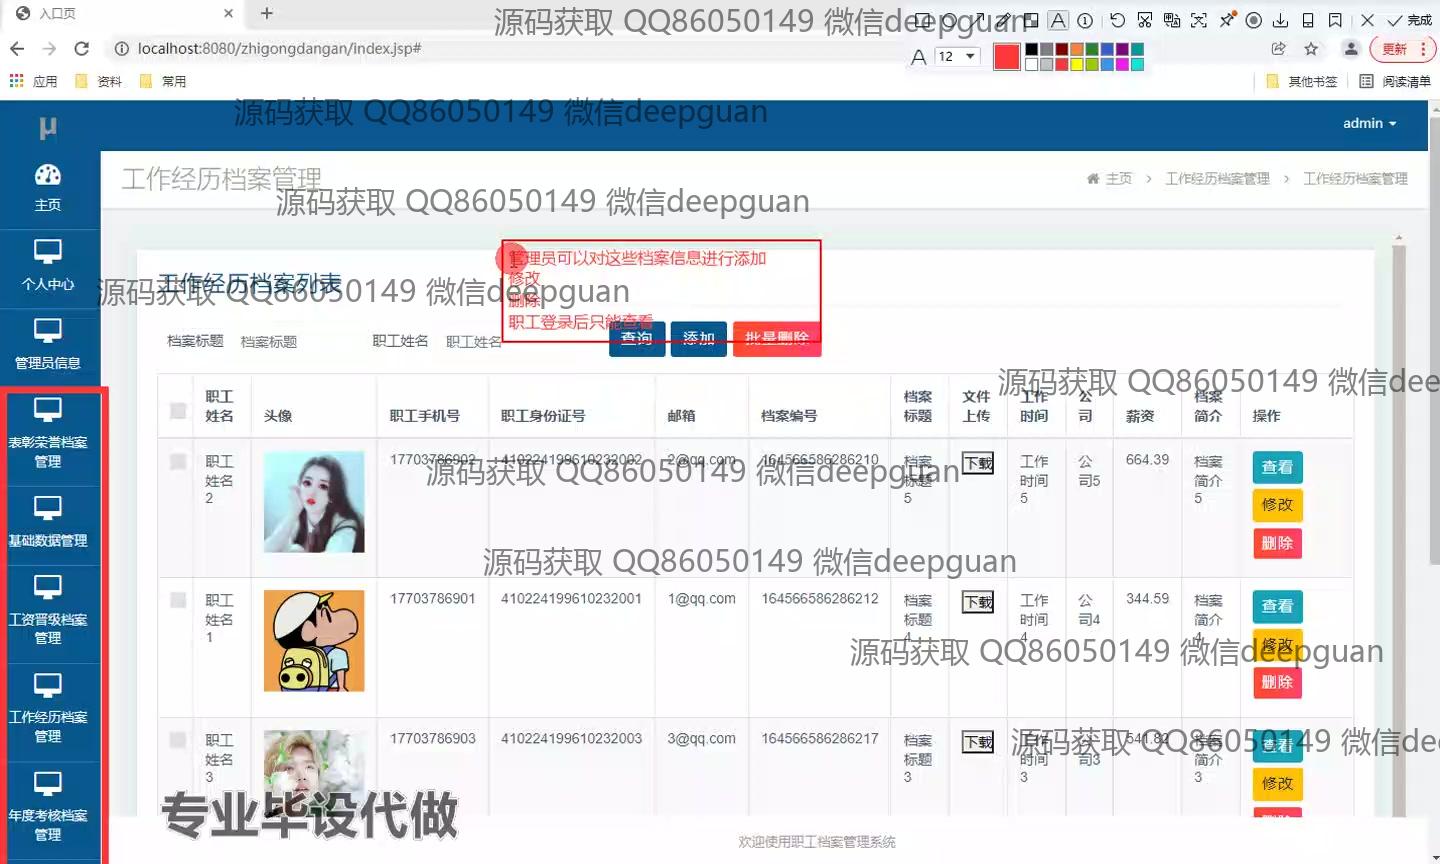 入口页
完成
localhost:8080/zhigongdangan/index.jsp#
12
更新
应用
资料
常用
其他书签
阅读清单
源码获取 QQ86050149 微信deepguan
源码获取 QQ86050149 微信deepguan
μ
admin
主页
个人中心
管理员信息
表彰荣誉档案管理
基础数据管理
工资晋级档案管理
工作经历档案管理
年度考核档案管理
工作经历档案管理
主页 > 工作经历档案管理 > 工作经历档案管理
源码获取 QQ86050149 微信deepguan
管理员可以对这些档案信息进行添加
修改
删除
职工登录后只能查看
工作经历档案列表
源码获取 QQ86050149 微信deepguan
档案标题 档案标题 职工姓名 职工姓名 查询 添加 批量删除
源码获取 QQ86050149 微信deepgu
职工姓名 头像 职工手机号 职工身份证号 邮箱 档案编号 档案标题 文件上传 工作时间 公司 薪资 档案简介 操作
职工姓名2 17703786902 410224199610232002 2@qq.com 164566586286210 档案标题5 下载 工作时间5 公司5 664.39 档案简介5 查看 修改 删除
源码获取 QQ86050149 微信deepguan
源码获取 QQ86050149 微信deepguan
职工姓名1 17703786901 410224199610232001 1@qq.com 164566586286212 档案标题4 下载 工作时间4 公司4 344.59 档案简介4 查看 修改 删除
源码获取 QQ86050149 微信deepguan
职工姓名3 17703786903 410224199610232003 3@qq.com 164566586286217 档案标题3 下载 工作时间3 公司3 541.82 档案简介3 查看 修改
源码获取 QQ86050149 微信de
专业毕设代做
欢迎使用职工档案管理系统